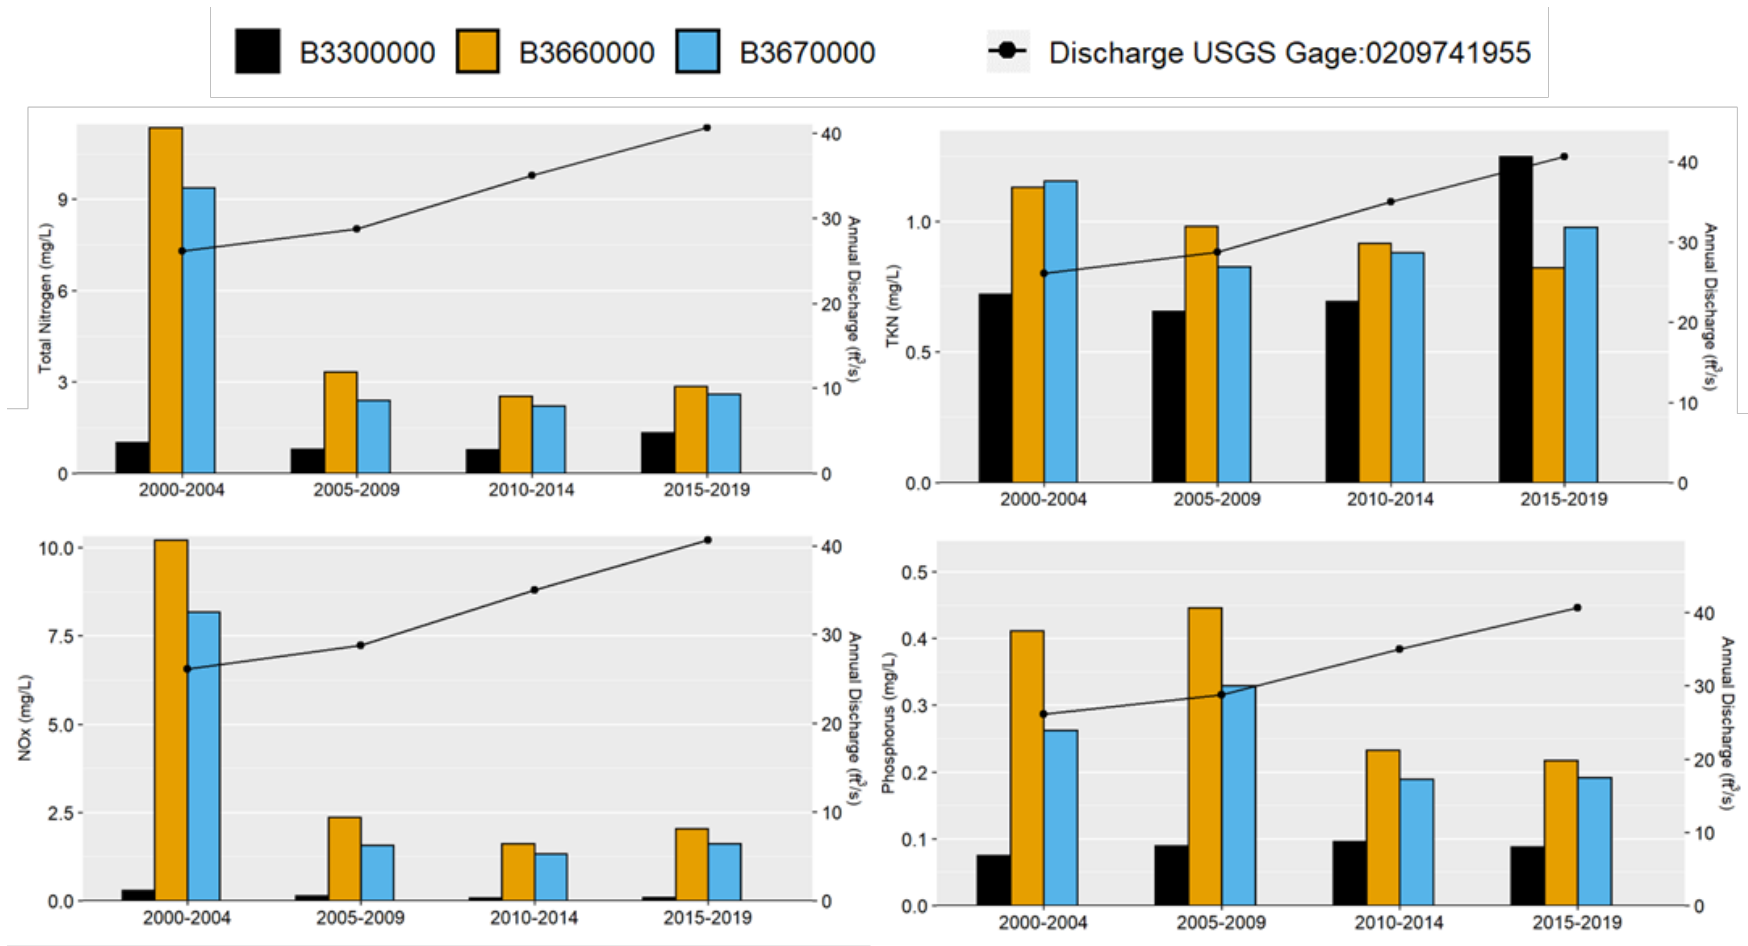 B3300000 B3660000 B3670000 Discharge USGS Gage:0209741955
Total Nitrogen (mg/L)
9
6
3
0
40
30
20
10
0
Annual Discharge (ft³/s)
2000-2004 2005-2009 2010-2014 2015-2019
TKN (mg/L)
1.0
0.5
0.0
40
30
20
10
0
Annual Discharge (ft³/s)
2000-2004 2005-2009 2010-2014 2015-2019
NOx (mg/L)
10.0
7.5
5.0
2.5
0.0
40
30
20
10
0
Annual Discharge (ft³/s)
2000-2004 2005-2009 2010-2014 2015-2019
Phosphorus (mg/L)
0.5
0.4
0.3
0.2
0.1
0.0
40
30
20
10
0
Annual Discharge (ft³/s)
2000-2004 2005-2009 2010-2014 2015-2019